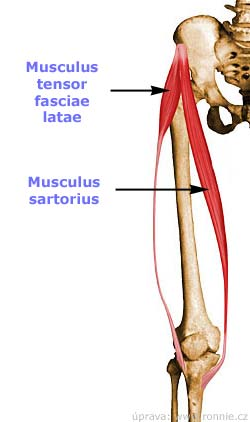 Musculus
tensor
fasciae
latae
Musculus
sartorius
úprava: www.ronnie.cz